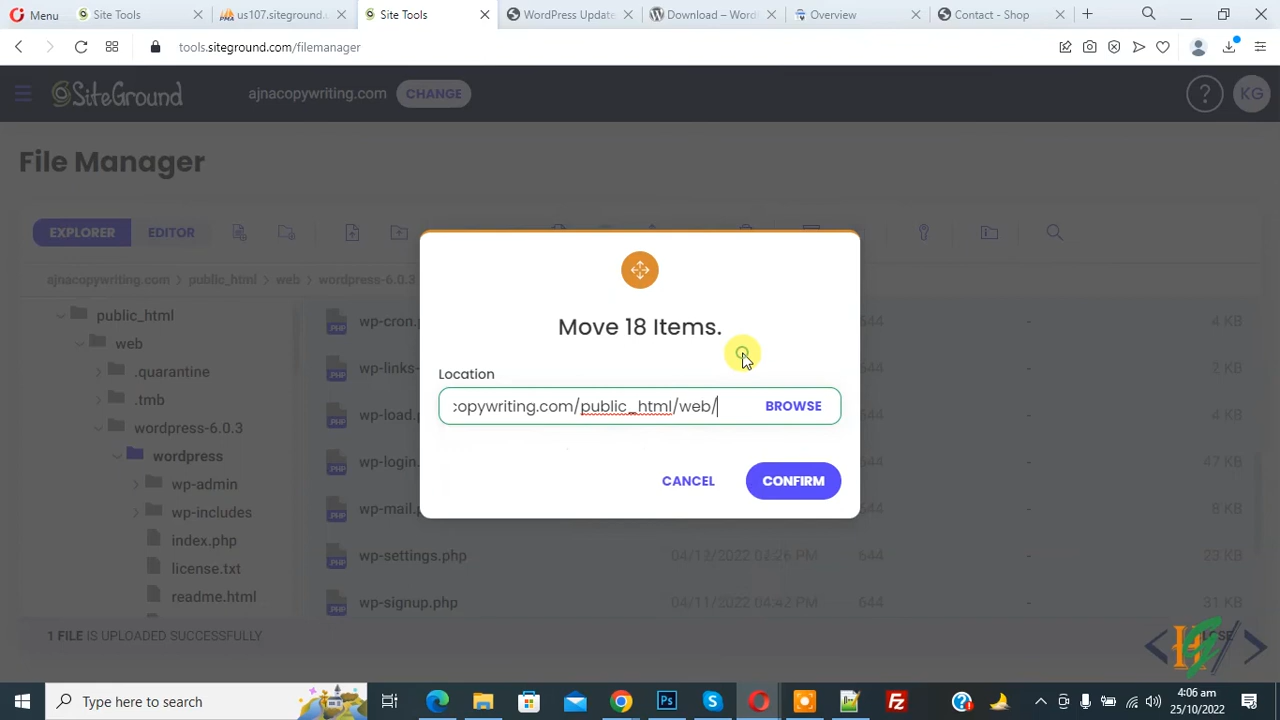 Menu
Site Tools
us107.siteground.
Site Tools
WordPress Update
Download – Word
Overview
Contact - Shop
tools.siteground.com/filemanager
SiteGround
ajnacopywriting.com
CHANGE
?
KG
File Manager
EXPLORER
EDITOR
ajnacopywriting.com > public_html > web > wordpress-6.0.3
public_html
web
.quarantine
.tmb
wordpress-6.0.3
wordpress
wp-admin
wp-includes
index.php
license.txt
readme.html
wp-cron.
644
-
4 KB
wp-links-
644
-
2 KB
wp-load.
644
-
wp-login.
644
-
47 KB
wp-mail.
644
-
8 KB
wp-settings.php
04/12/2022 02:26 PM
644
-
23 KB
wp-signup.php
04/11/2022 04:42 PM
644
-
31 KB
Move 18 Items.
Location
copywriting.com/public_html/web/
BROWSE
CANCEL
CONFIRM
1 FILE IS UPLOADED SUCCESSFULLY
Type here to search
4:06 am
25/10/2022